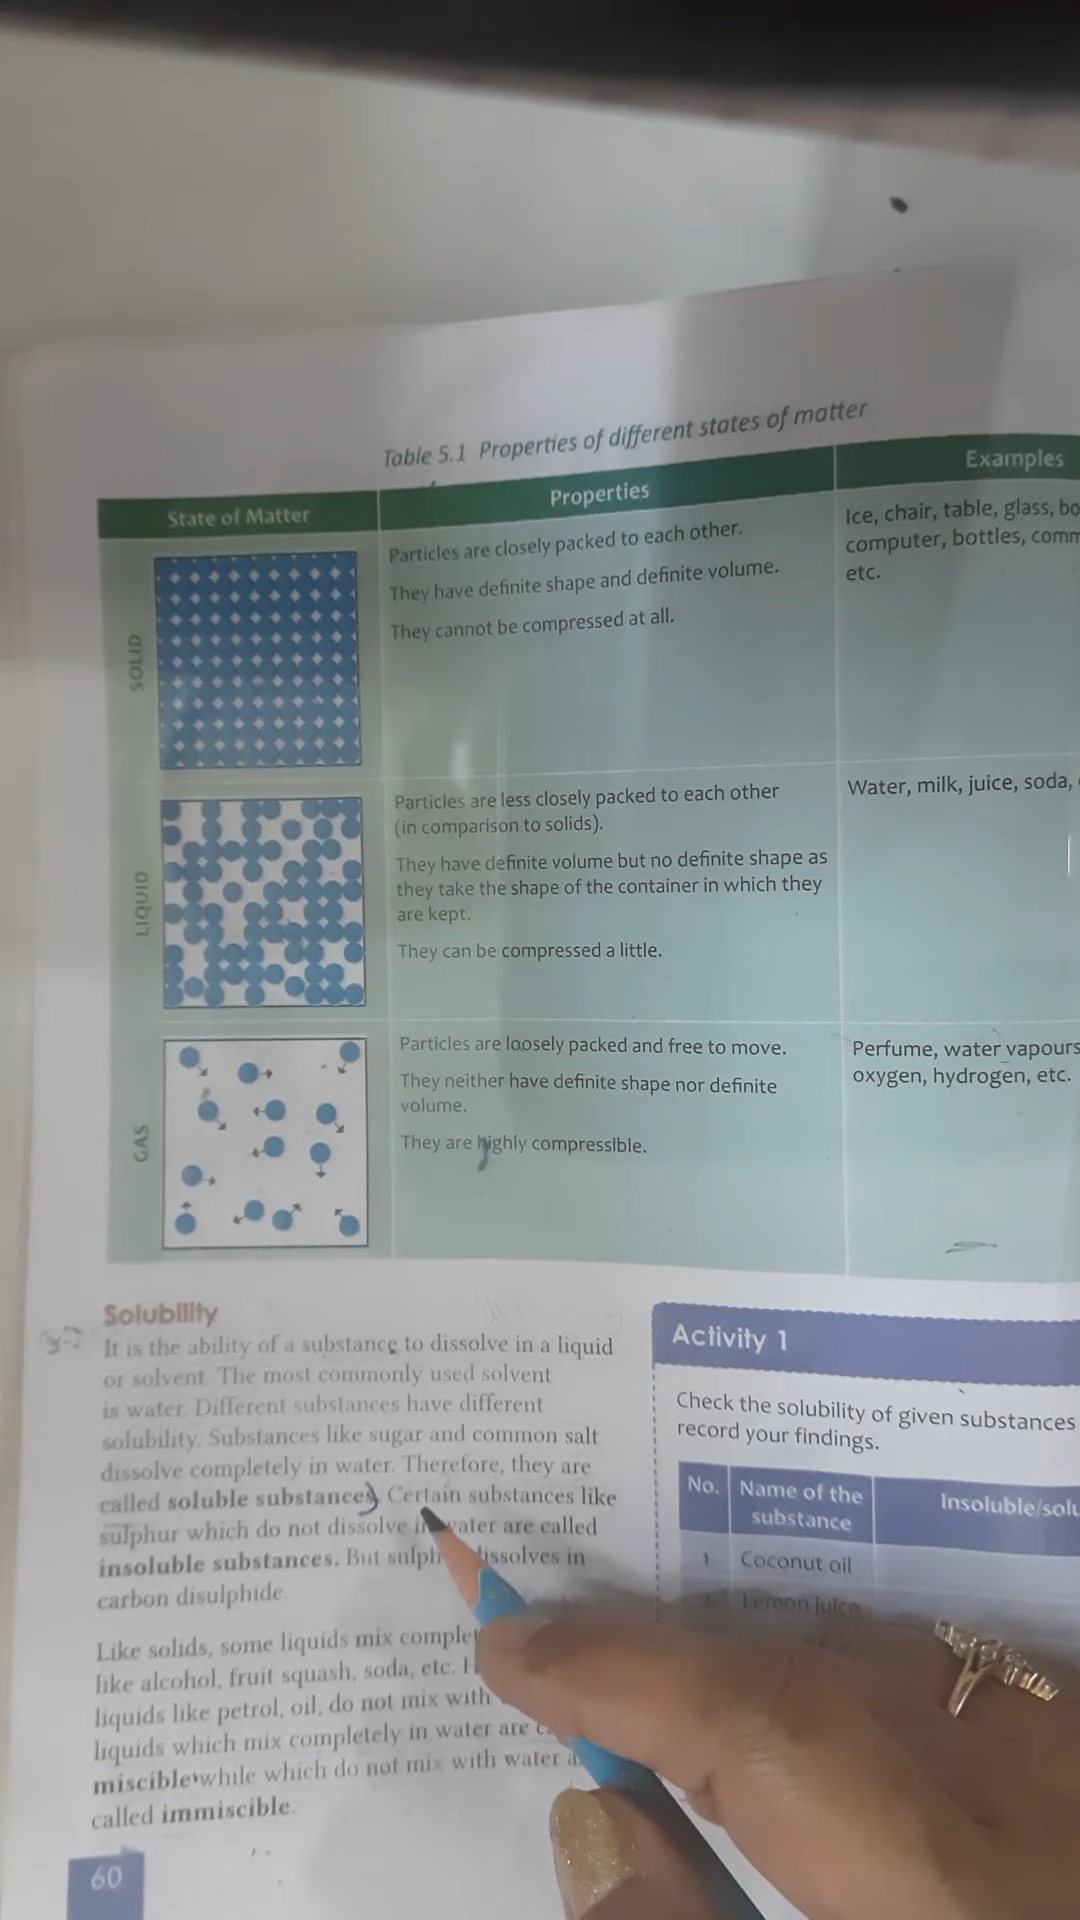 Table 5.1 Properties of different states of matter
State of Matter
Properties
Examples
SOLID
Particles are closely packed to each other.
They have definite shape and definite volume.
They cannot be compressed at all.
Ice, chair, table, glass,
computer, bottles,
etc.
LIQUID
Particles are less closely packed to each other
(in comparison to solids).
They have definite volume but no definite shape as
they take the shape of the container in which they
are kept.
They can be compressed a little.
Water, milk, juice, soda,
GAS
Particles are loosely packed and free to move.
They neither have definite shape nor definite
volume.
They are highly compressible.
Perfume, water vapours
oxygen, hydrogen, etc.
Solubility
It is the ability of a substance to dissolve in a liquid
or solvent. The most commonly used solvent
is water. Different substances have different
solubility. Substances like sugar and common salt
dissolve completely in water. Therefore, they are
called soluble substances. Certain substances like
sulphur which do not dissolve in water are called
insoluble substances. But dissolves in
carbon disulphide.
Like solids, some liquids mix
like alcohol, fruit squash, soda, etc.
liquids like petrol, oil, do not mix with
liquids which mix completely in water are
miscible while which do not mix with water
called immiscible.
60
Activity 1
Check the solubility of given substances
record your findings.
No.
Name of the
substance
Insoluble/
1 Coconut oil
2 Lemon juice